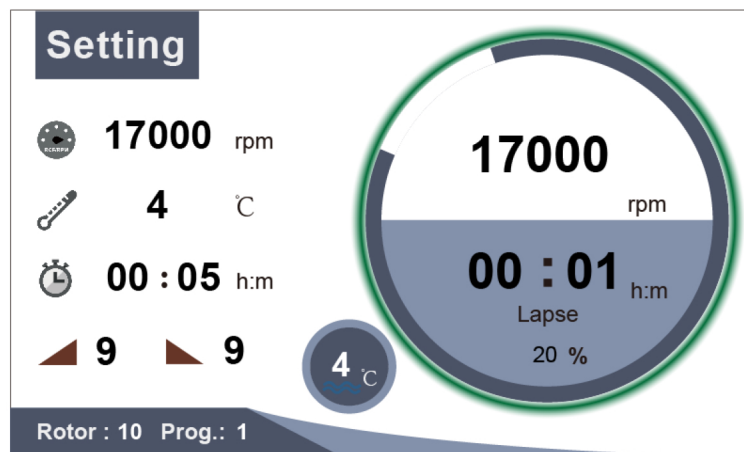 Setting
17000 rpm
4 ℃
00 : 05 h:m
9 9
Rotor : 10 Prog.: 1
4 ℃
17000
rpm
00 : 01 h:m
Lapse
20 %